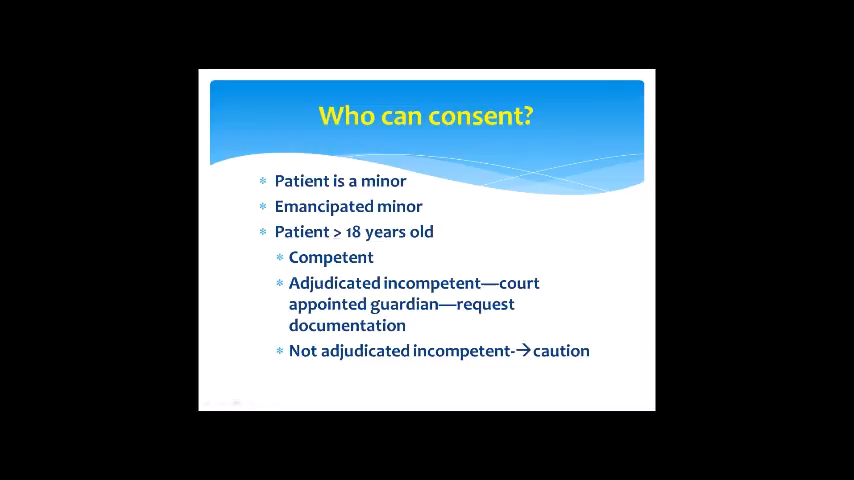 Who can consent?
Patient is a minor
Emancipated minor
Patient > 18 years old
Competent
Adjudicated incompetent—court
appointed guardian—request
documentation
Not adjudicated incompetent-→caution